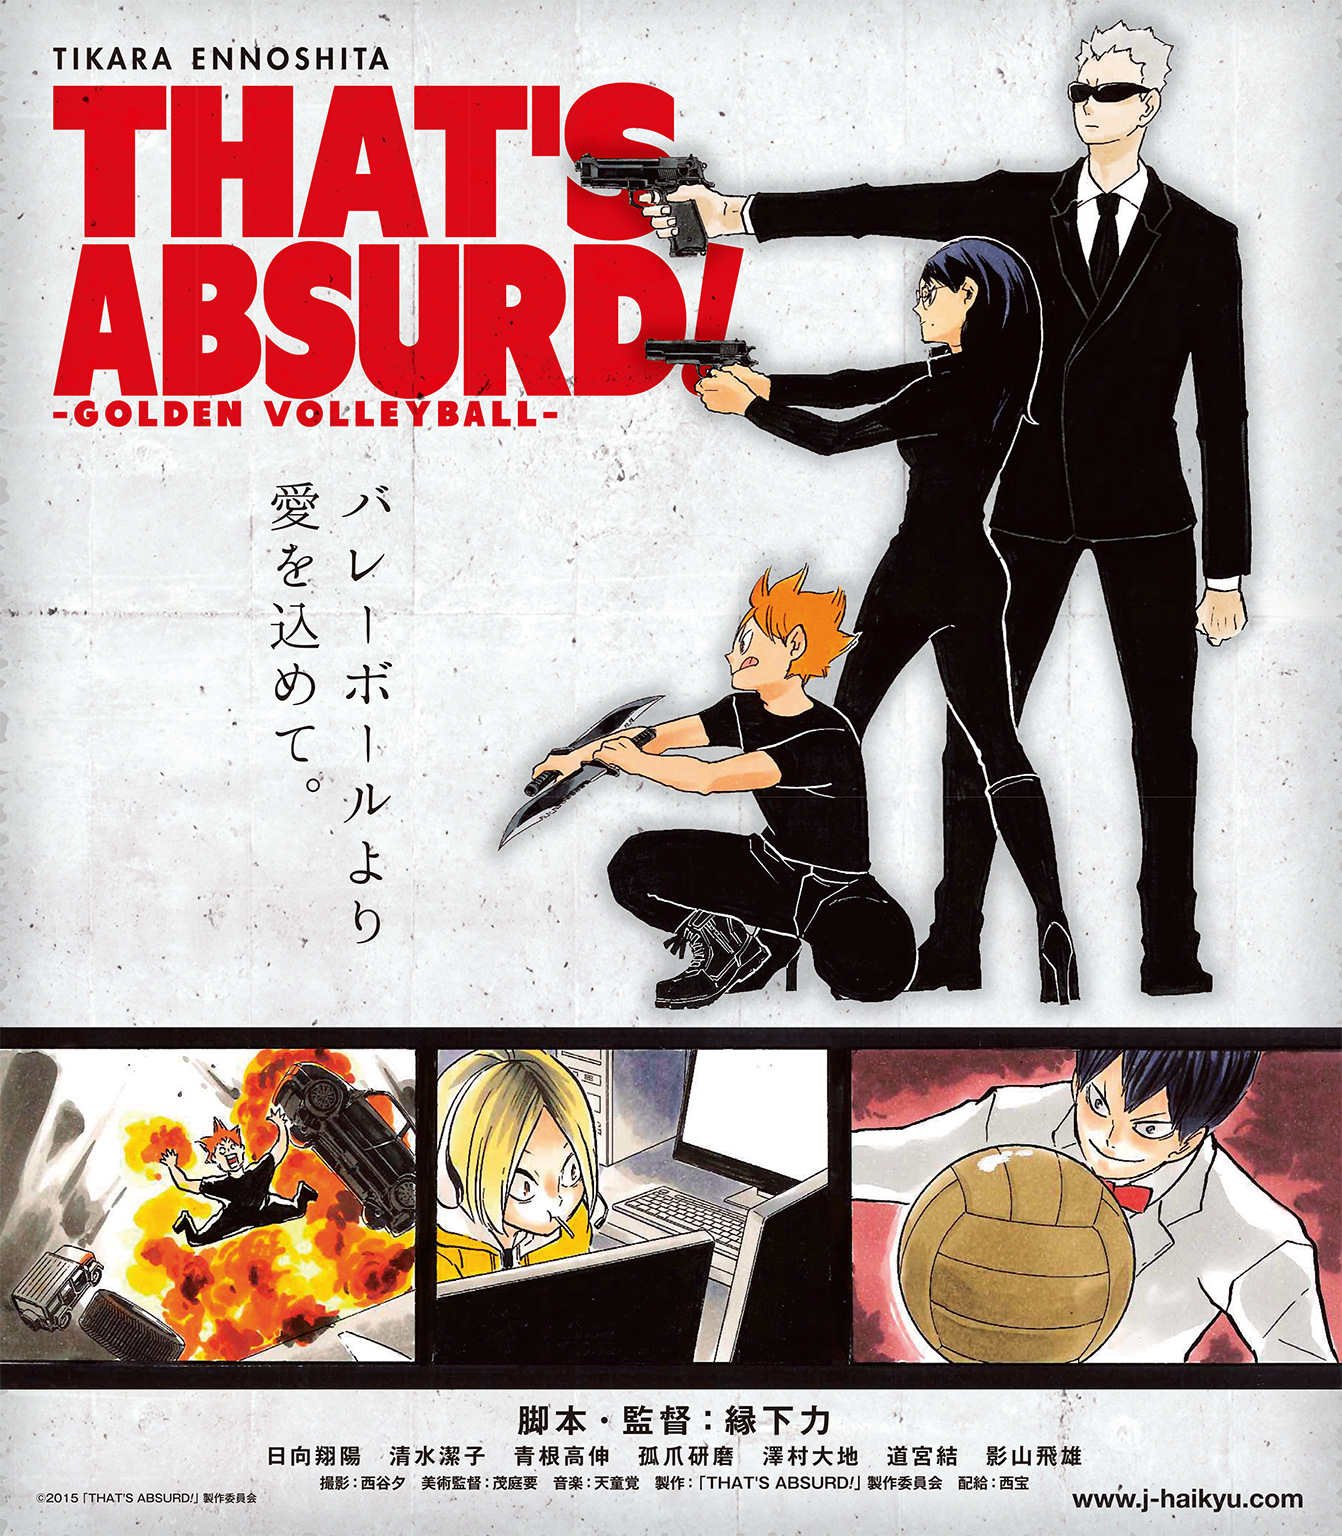 TIKARA ENNOSHITA
THAT'S
ABSURD!
-GOLDEN VOLLEYBALL-
バレーボールより
愛を込めて。
脚本・監督：縁下力
日向翔陽　清水潔子　青根高伸　孤爪研磨　澤村大地　道宮結　影山飛雄
撮影：西谷夕　美術監督：茂庭要　音楽：天童覚　製作：「THAT'S ABSURD!」製作委員会　配給：西宝
©2015「THAT'S ABSURD!」製作委員会
www.j-haikyu.com